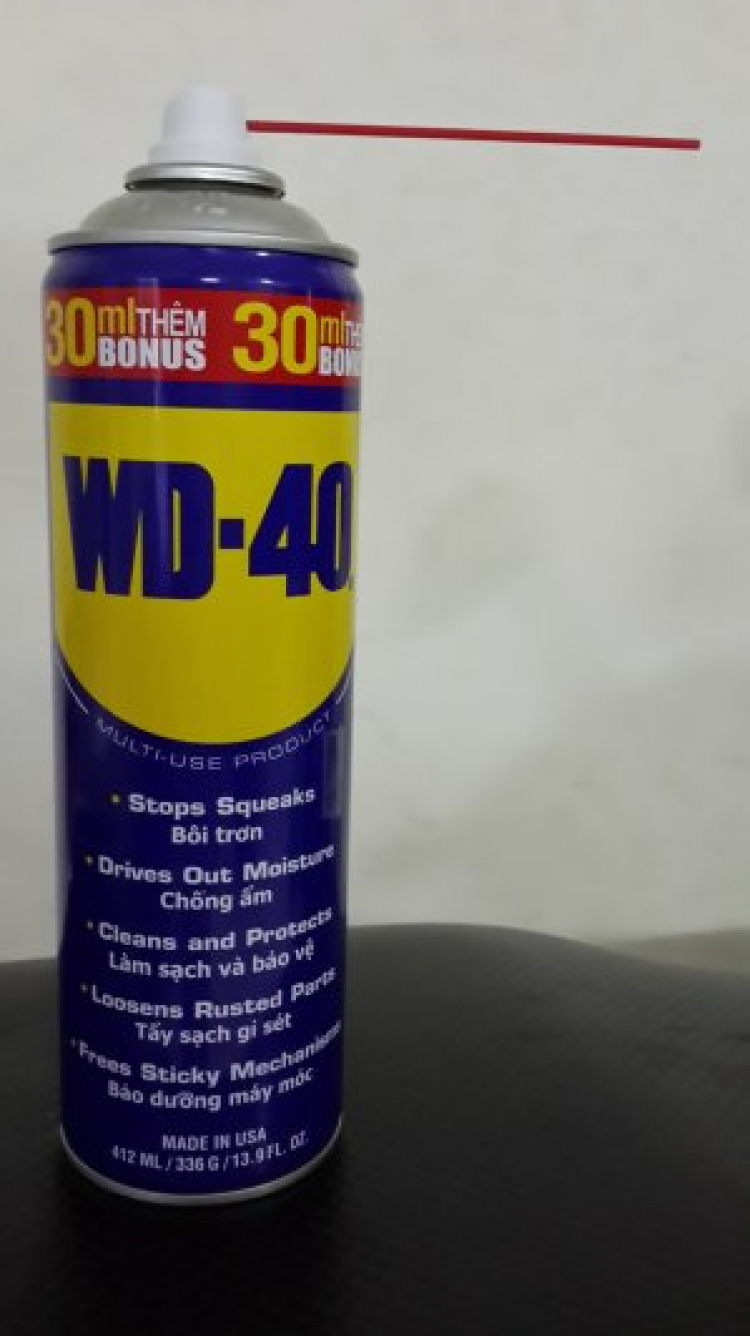 30ml THÊM BONUS 30ml BONUS
WD-40
MULTI-USE PRODUCT
• Stops Squeaks
Bôi trơn
• Drives Out Moisture
Chống ẩm
• Cleans and Protects
Làm sạch và bảo vệ
• Loosens Rusted Parts
Tẩy sạch gỉ sét
• Frees Sticky Mechanisms
Bảo dưỡng máy móc
MADE IN USA
412 ML / 336 G / 13.9 FL. OZ.